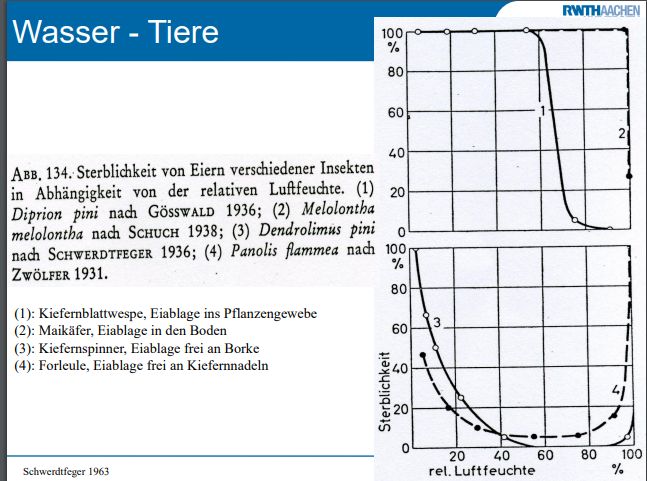 RWTHAACHEN
Wasser - Tiere
ABB. 134. Sterblichkeit von Eiern verschiedener Insekten
in Abhängigkeit von der relativen Luftfeuchte. (1)
Diprion pini nach GÖSSWALD 1936; (2) Melolontha
melolontha nach SCHUCH 1938; (3) Dendrolimus pini
nach SCHWERDTFEGER 1936; (4) Panolis flammea nach
ZWÖLFER 1931.
(1): Kiefernblattwespe, Eiablage ins Pflanzengewebe
(2): Maikäfer, Eiablage in den Boden
(3): Kiefernspinner, Eiablage frei an Borke
(4): Forleule, Eiablage frei an Kiefernnadeln
Schwerdtfeger 1963
100
%
80
60
40
20
0
1
2
100
%
80
60
40
20
0
Sterblichkeit
3
4
20 40 60 80 100
rel. Luftfeuchte %